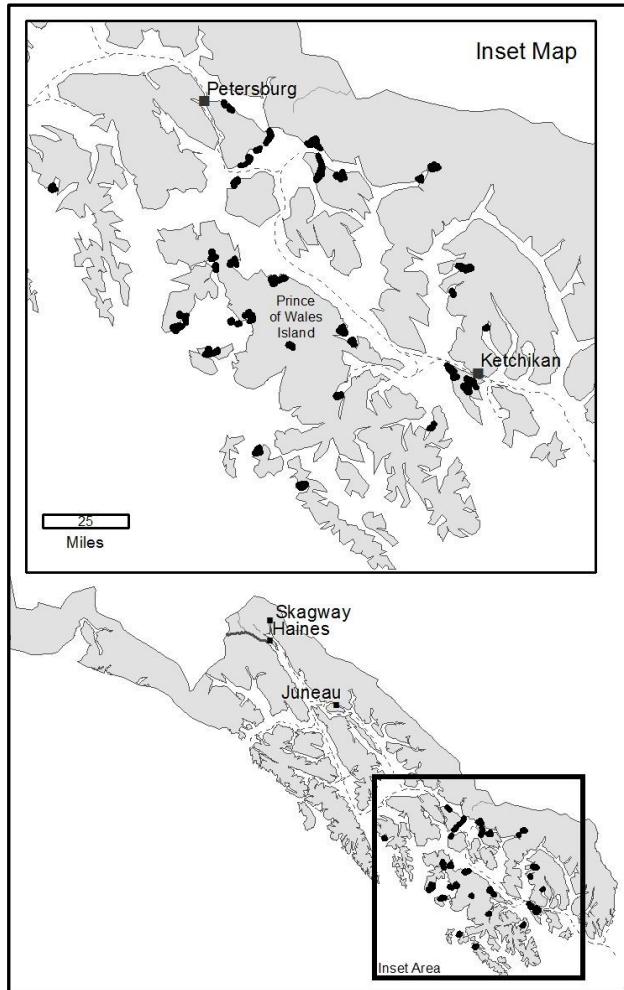 Inset Map
Petersburg
Prince
of Wales
Island
Ketchikan
25
Miles
Skagway
Haines
Juneau
Inset Area